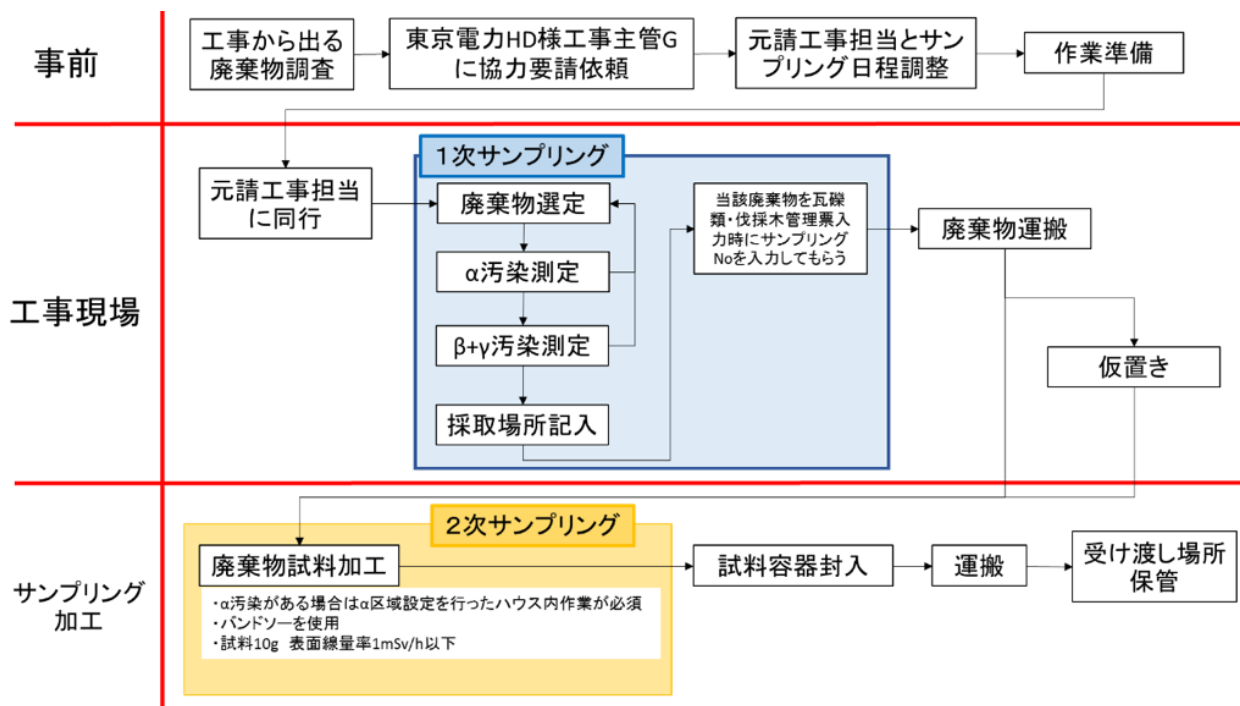 事前
工事から出る
廃棄物調査
東京電力HD様工事主管G
に協力要請依頼
元請工事担当とサン
プリング日程調整
作業準備
工事現場
元請工事担当
に同行
１次サンプリング
廃棄物選定
α汚染測定
β+γ汚染測定
採取場所記入
当該廃棄物を瓦礫
類・伐採木管理票入
力時にサンプリング
Noを入力してもらう
廃棄物運搬
仮置き
サンプリング
加工
２次サンプリング
廃棄物試料加工
・α汚染がある場合はα区域設定を行ったハウス内作業が必須
・バンドソーを使用
・試料10g 表面線量率1mSv/h以下
試料容器封入
運搬
受け渡し場所
保管